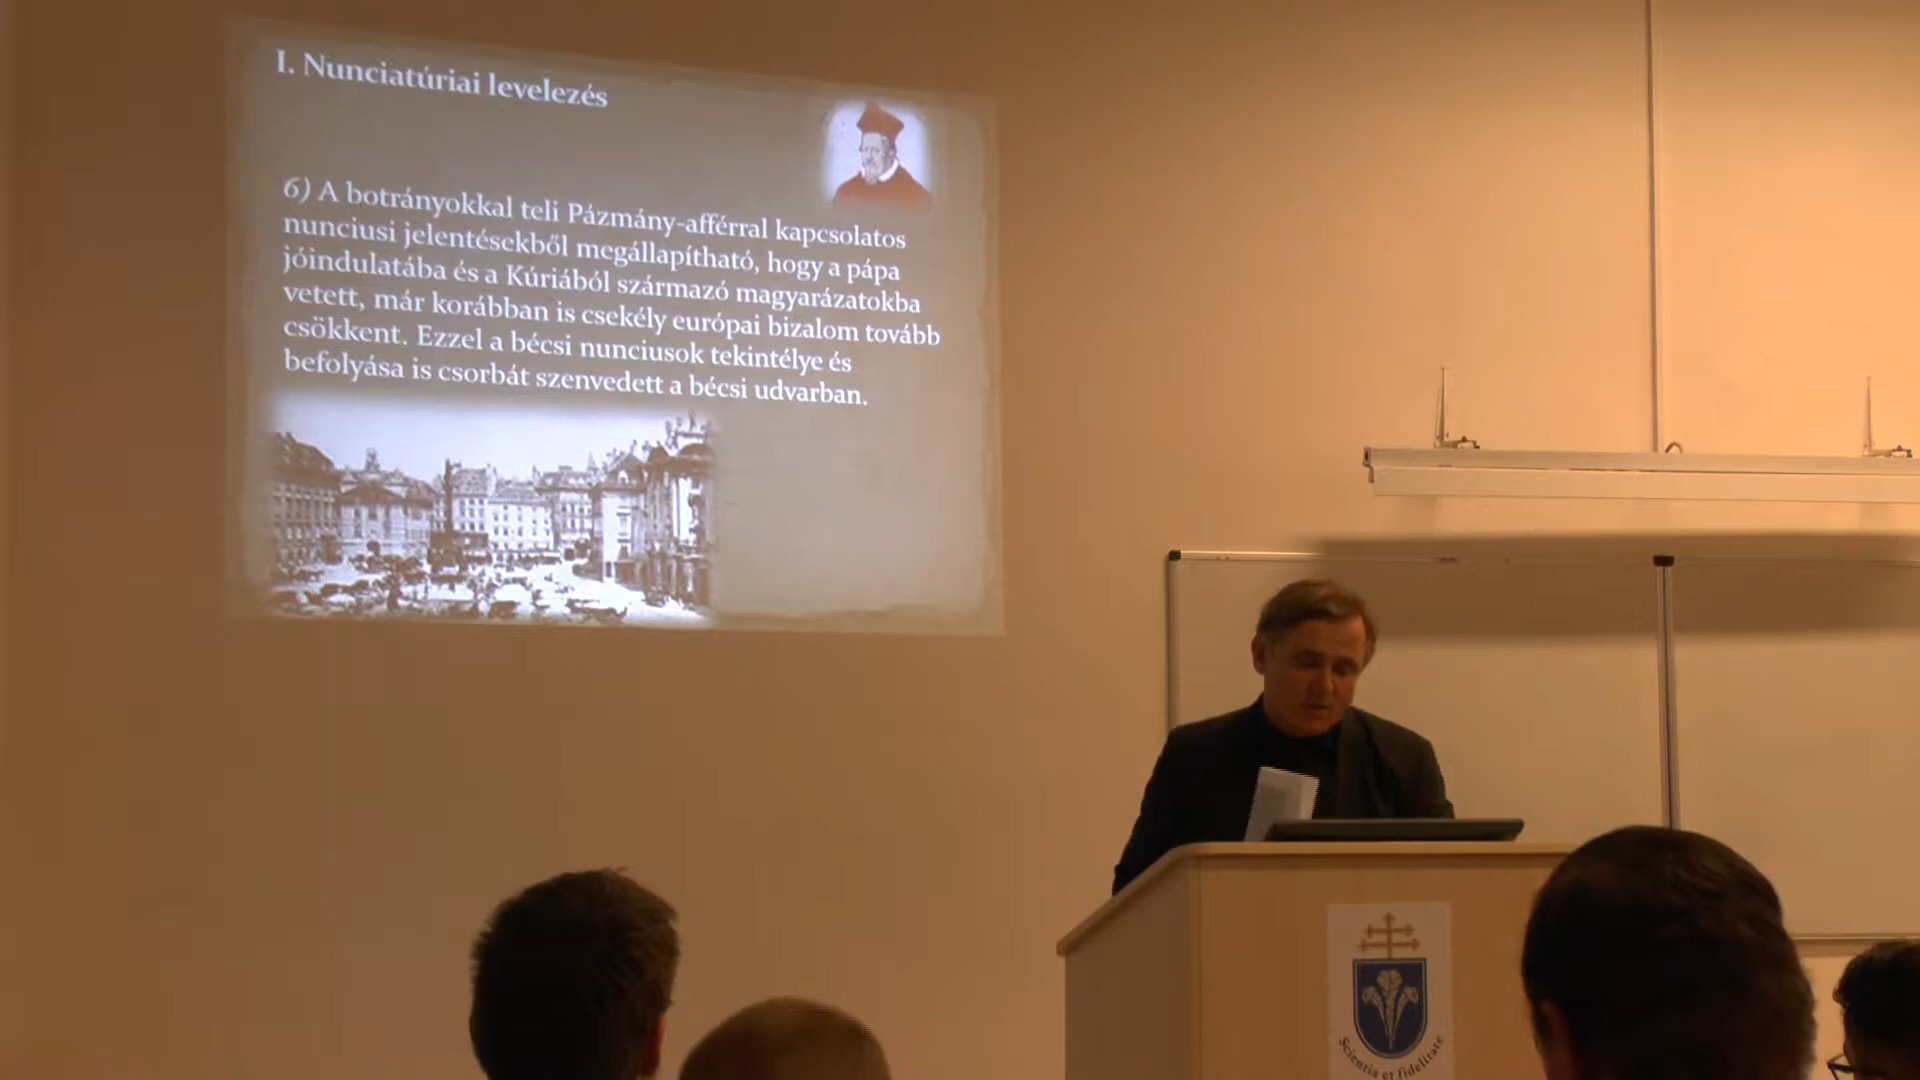 I. Nunciatúriai levelezés
6) A botrányokkal teli Pázmány-afférral kapcsolatos
nunciusi jelentésekből megállapítható, hogy a pápa
jóindulatába és a Kúriából származó magyarázatokba
vetett, már korábban is csekély európai bizalom tovább
csökkent. Ezzel a bécsi nunciusok tekintélye és
befolyása is csorbát szenvedett a bécsi udvarban.
Scientia et fidelitate